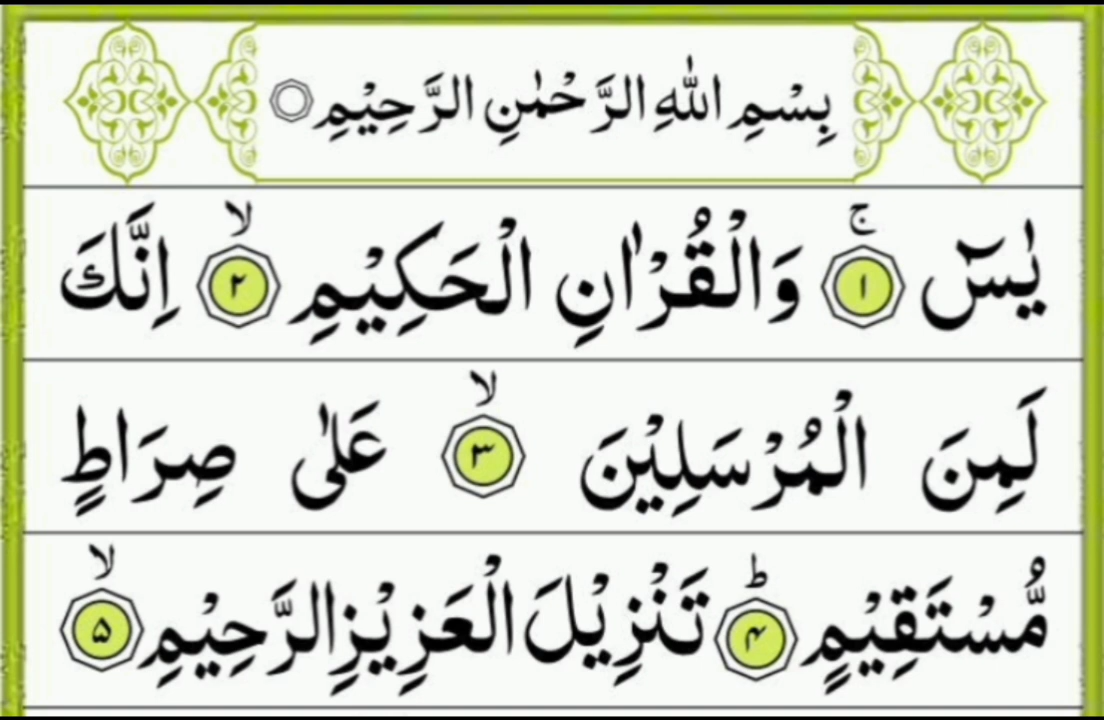 بِسْمِ اللّٰهِ الرَّحْمٰنِ الرَّحِيْمِ
يٰسٓ ۚ﴿۱﴾ وَالْقُرْاٰنِ الْحَكِيْمِ ۙ﴿۲﴾ اِنَّكَ
لَمِنَ الْمُرْسَلِيْنَ ۙ﴿۳﴾ عَلٰى صِرَاطٍ
مُّسْتَقِيْمٍ ؕ﴿۴﴾ تَنْزِيْلَ الْعَزِيْزِ الرَّحِيْمِ ۙ﴿۵﴾